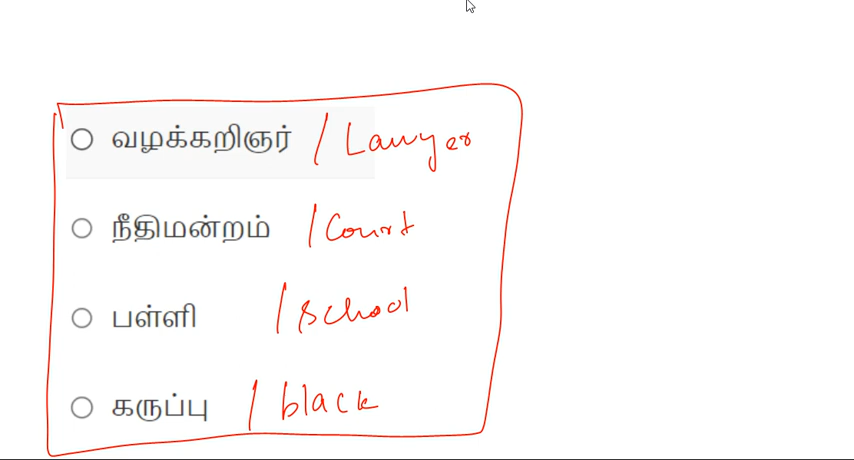 வழக்கறிஞர் / Lawyer
நீதிமன்றம் / Court
பள்ளி / school
கருப்பு / black